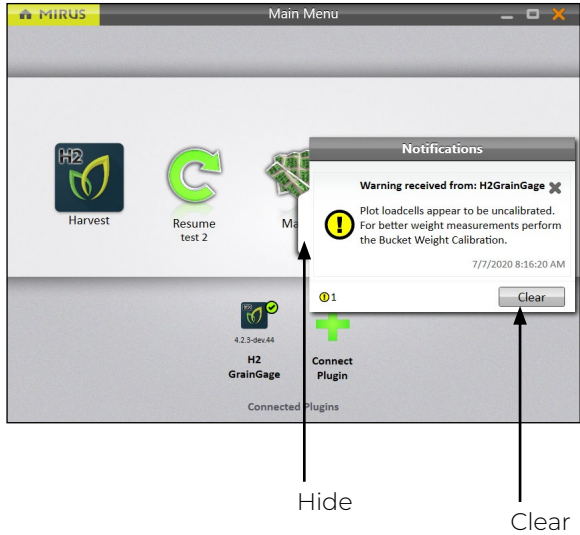 MIRUS
Main Menu
H2
Harvest
Resume
test 2
Ma
Notifications
Warning received from: H2GrainGage
Plot loadcells appear to be uncalibrated.
For better weight measurements perform
the Bucket Weight Calibration.
7/7/2020 8:16:20 AM
1
Clear
4.2.3-dev.44
H2
GrainGage
Connect
Plugin
Connected Plugins
Hide
Clear